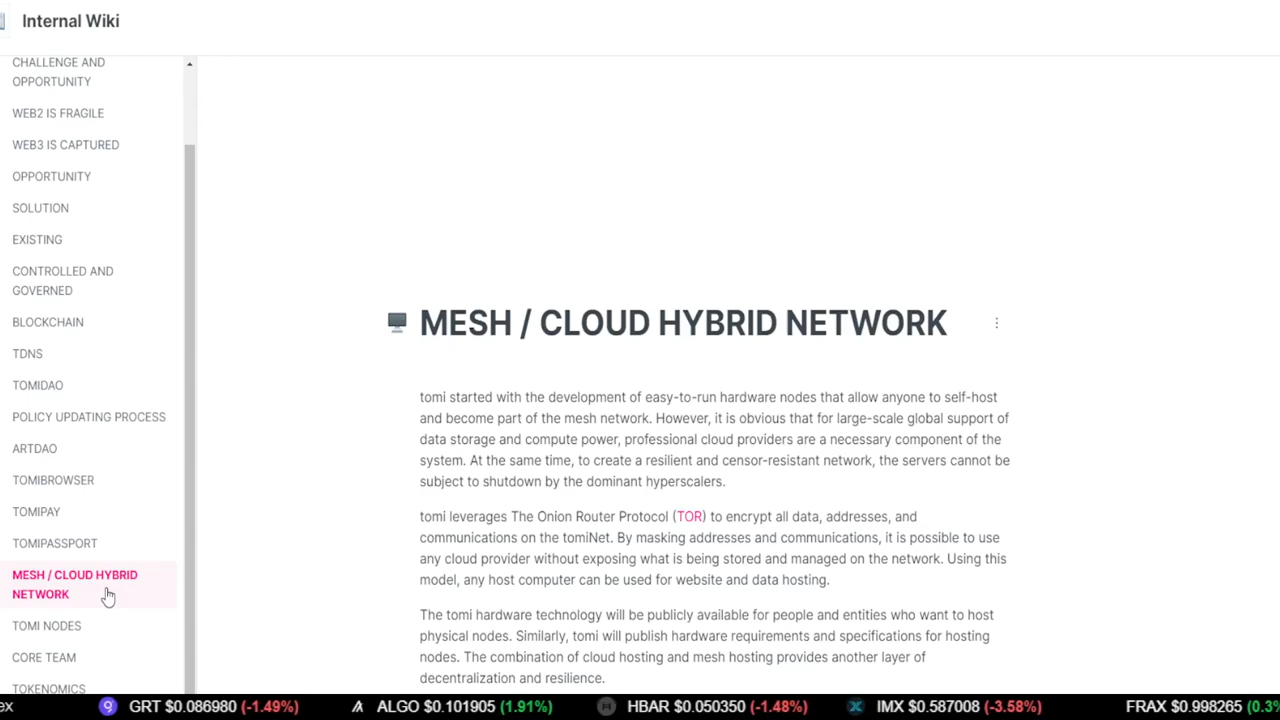 Internal Wiki
CHALLENGE AND
OPPORTUNITY
WEB2 IS FRAGILE
WEB3 IS CAPTURED
OPPORTUNITY
SOLUTION
EXISTING
CONTROLLED AND
GOVERNED
BLOCKCHAIN
TDNS
TOMIDAO
POLICY UPDATING PROCESS
ARTDAO
TOMIBROWSER
TOMIPAY
TOMIPASSPORT
MESH / CLOUD HYBRID
NETWORK
TOMI NODES
CORE TEAM
TOKENOMICS
MESH / CLOUD HYBRID NETWORK
tomi started with the development of easy-to-run hardware nodes that allow anyone to self-host
and become part of the mesh network. However, it is obvious that for large-scale global support of
data storage and compute power, professional cloud providers are a necessary component of the
system. At the same time, to create a resilient and censor-resistant network, the servers cannot be
subject to shutdown by the dominant hyperscalers.
tomi leverages The Onion Router Protocol (TOR) to encrypt all data, addresses, and
communications on the tomiNet. By masking addresses and communications, it is possible to use
any cloud provider without exposing what is being stored and managed on the network. Using this
model, any host computer can be used for website and data hosting.
The tomi hardware technology will be publicly available for people and entities who want to host
physical nodes. Similarly, tomi will publish hardware requirements and specifications for hosting
nodes. The combination of cloud hosting and mesh hosting provides another layer of
decentralization and resilience.
ex GRT $0.086980 (-1.49%) ALGO $0.101905 (1.91%) HBAR $0.050350 (-1.48%) IMX $0.587008 (-3.58%) FRAX $0.998265 (0.3%